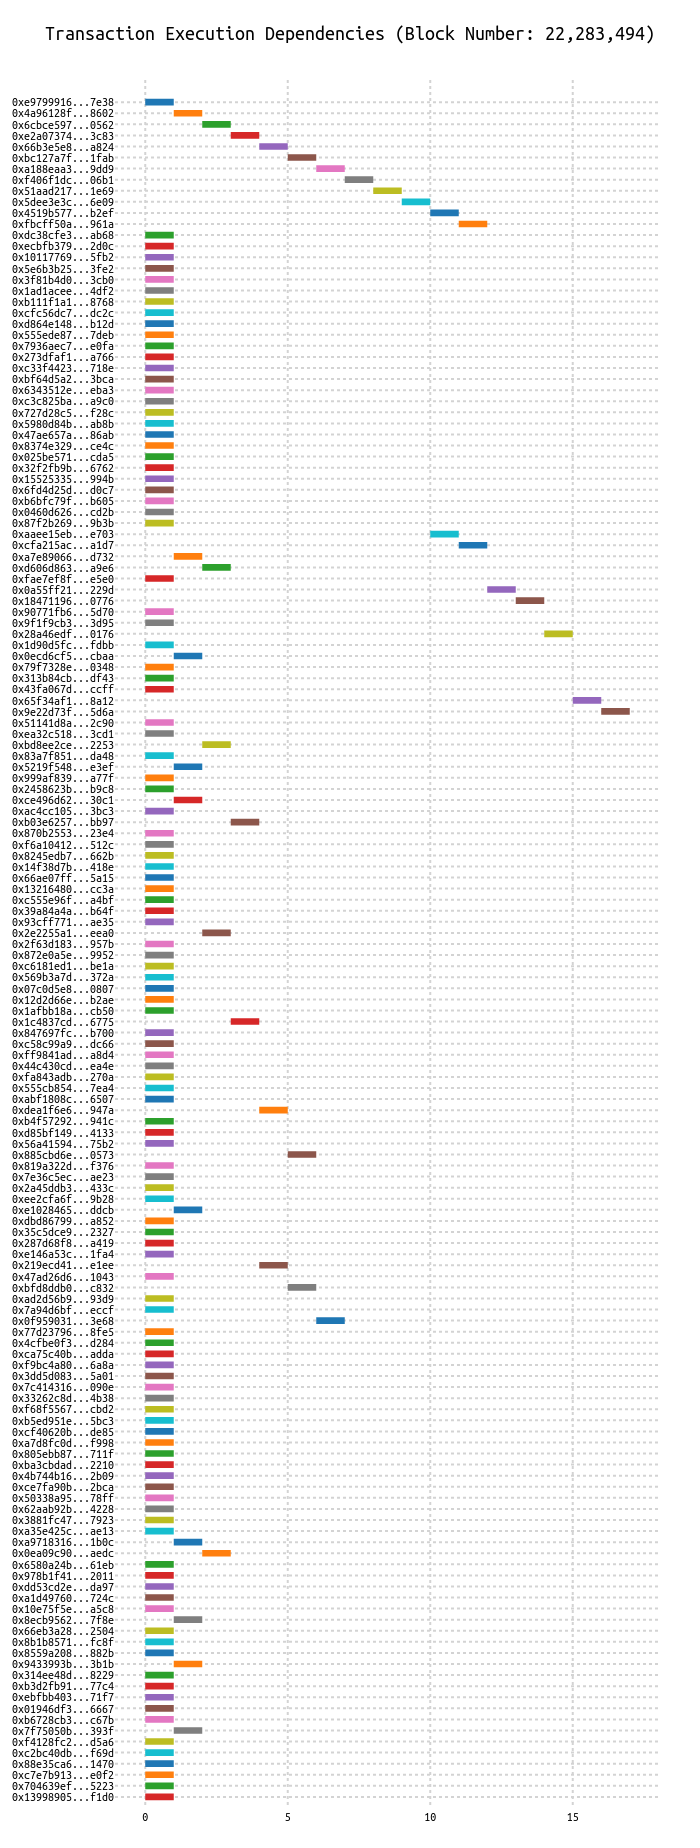 Transaction Execution Dependencies (Block Number: 22,283,494)
0xe9799916...7e38
0x4a96128f...8602
0x6cbce597...0562
0xe2a07374...3c83
0x66b3e5e8...a824
0xbc127a7f...1fab
0xa188eaa3...9dd9
0xf406f1dc...06b1
0x51aad217...1e69
0x5dee3e3c...6e09
0x4519b577...b2ef
0xfbcff50a...961a
0xdc38cfe3...ab68
0xecbfb379...2d0c
0x10117769...5fb2
0x5e6b3b25...3fe2
0x3f81b4d0...3cb0
0x1ad1acee...4df2
0xb111f1a1...8768
0xcfc56dc7...dc2c
0xd864e148...b12d
0x555ede87...7deb
0x7936aec7...e0fa
0x273dfaf1...a766
0xc33f4423...718e
0xbf64d5a2...3bca
0x6343512e...eba3
0xc3c825ba...a9c0
0x727d28c5...f28c
0x5980d84b...ab8b
0x47ae657a...86ab
0x8374e329...ce4c
0x025be571...cda5
0x32f2fb9b...6762
0x15525335...994b
0x6fd4d25d...d0c7
0xb6bfc79f...b605
0x0460d626...cd2b
0x87f2b269...9b3b
0xaaee15eb...e703
0xcfa215ac...a1d7
0xa7e89066...d732
0xd606d863...a9e6
0xfae7ef8f...e5e0
0x0a55ff21...229d
0x18471196...0776
0x90771fb6...5d70
0x9f1f9cb3...3d95
0x28a46edf...0176
0x1d90d5fc...fdbb
0x0ecd6cf5...cbaa
0x79f7328e...0348
0x313b84cb...df43
0x43fa067d...ccff
0x65f34af1...8a12
0x9e22d73f...5d6a
0x51141d8a...2c90
0xea32c518...3cd1
0xbd8ee2ce...2253
0x83a7f851...da48
0x5219f548...e3ef
0x999af839...a77f
0x2458623b...b9c8
0xce496d62...30c1
0xac4cc105...3bc3
0xb03e6257...bb97
0x870b2553...23e4
0xf6a10412...512c
0x8245edb7...662b
0x14f38d7b...418e
0x66ae07ff...5a15
0x13216480...cc3a
0xc555e96f...a4bf
0x39a84a4a...b64f
0x93cff771...ae35
0x2e2255a1...eea0
0x2f63d183...957b
0x872e0a5e...9952
0xc6181ed1...be1a
0x569b3a7d...372a
0x07c0d5e8...0807
0x12d2d66e...b2ae
0x1afbb18a...cb50
0x1c4837cd...6775
0x847697fc...b700
0xc58c99a9...dc66
0xff9841ad...a8d4
0x44c430cd...ea4e
0xfa843adb...270a
0x555cb854...7ea4
0xabf1808c...6507
0xdea1f6e6...947a
0xb4f57292...941c
0xd85bf149...4133
0x56a41594...75b2
0x885cbd6e...0573
0x819a322d...f376
0x7e36c5ec...ae23
0x2a45ddb3...433c
0xee2cfa6f...9b28
0xe1028465...ddcb
0xdbd86799...a852
0x35c5dce9...2327
0x287d68f8...a419
0xe146a53c...1fa4
0x219ecd41...e1ee
0x47ad26d6...1043
0xbfd8ddb0...c832
0xad2d56b9...93d9
0x7a94d6bf...eccf
0x0f959031...3e68
0x77d23796...8fe5
0x4cfbe0f3...d284
0xca75c40b...adda
0xf9bc4a80...6a8a
0x3dd5d083...5a01
0x7c414316...090e
0x33262c8d...4b38
0xf68f5567...cbd2
0xb5ed951e...5bc3
0xcf40620b...de85
0xa7d8fc0d...f998
0x805ebb87...711f
0xba3cbdad...2210
0x4b744b16...2b09
0xce7fa90b...2bca
0x50338a95...78ff
0x62aab92b...4228
0x3881fc47...7923
0xa35e425c...ae13
0xa9718316...1b0c
0x0ea09c90...aedc
0x6580a24b...61eb
0x978b1f41...2011
0xdd53cd2e...da97
0xa1d49760...724c
0x10e75f5e...a5c8
0x8ecb9562...7f8e
0x66eb3a28...2504
0x8b1b8571...fc8f
0x8559a208...882b
0x9433993b...3b1b
0x314ee48d...8229
0xb3d2fb91...77c4
0xebfbb403...71f7
0x01946df3...6667
0xb6728cb3...c67b
0x7f75050b...393f
0xf4128fc2...d5a6
0xc2bc40db...f69d
0x88e35ca6...1470
0xc7e7b913...e0f2
0x704639ef...5223
0x13998905...f1d0
0 5 10 15